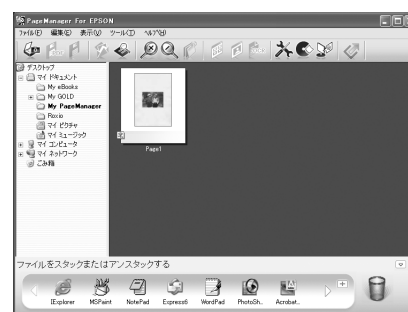 PageManager For EPSON
ファイル(F) 編集(E) 表示(V) ツール(T) ヘルプ(H)
デスクトップ
マイ ドキュメント
My eBooks
My GOLD
My PageManager
Roxio
マイ ピクチャ
マイ ミュージック
マイ コンピュータ
マイ ネットワーク
ごみ箱
Page1
ファイルをスタックまたはアンスタックする
IExplorer MSPaint NotePad Express6 WordPad PhotoSh.. Acrobat..